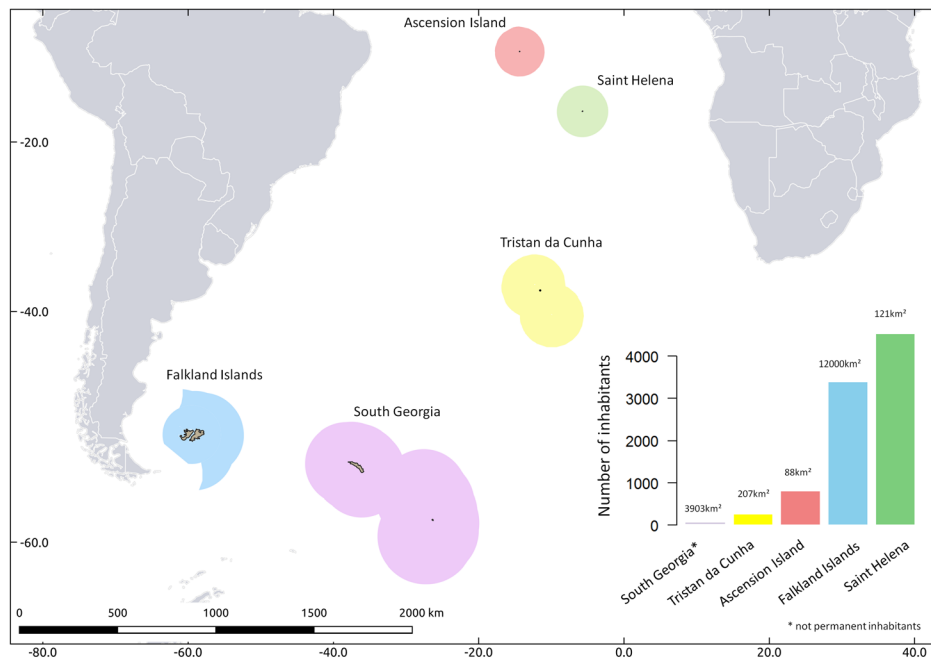 Ascension Island
Saint Helena
-20.0
Tristan da Cunha
-40.0
121km²
Falkland Islands
4000
12000km²
South Georgia
3000
Number of inhabitants
2000
88km²
1000
207km²
3903km²
0
-60.0
South Georgia*
Tristan da Cunha
Ascension Island
Falkland Islands
Saint Helena
0 500 1000 1500 2000 km
* not permanent inhabitants
-80.0 -60.0 -40.0 -20.0 0.0 20.0 40.0